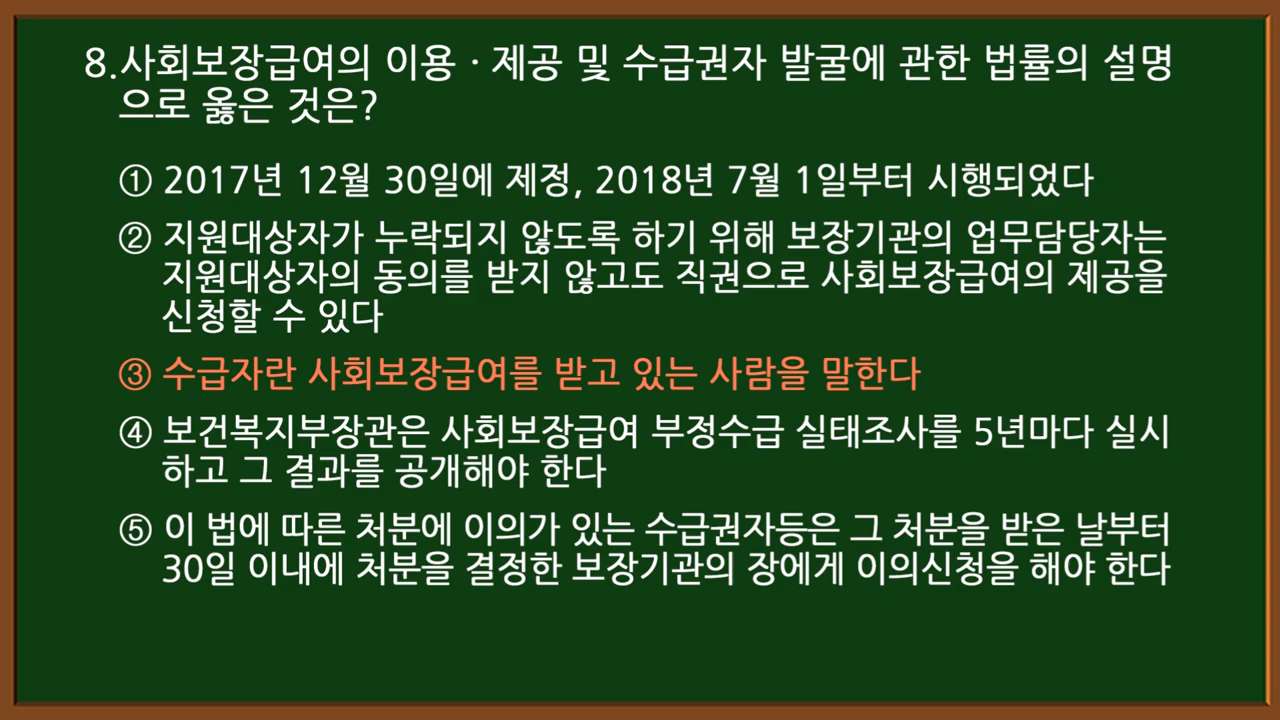 8.사회보장급여의 이용 · 제공 및 수급권자 발굴에 관한 법률의 설명
으로 옳은 것은?
① 2017년 12월 30일에 제정, 2018년 7월 1일부터 시행되었다
② 지원대상자가 누락되지 않도록 하기 위해 보장기관의 업무담당자는
지원대상자의 동의를 받지 않고도 직권으로 사회보장급여의 제공을
신청할 수 있다
③ 수급자란 사회보장급여를 받고 있는 사람을 말한다
④ 보건복지부장관은 사회보장급여 부정수급 실태조사를 5년마다 실시
하고 그 결과를 공개해야 한다
⑤ 이 법에 따른 처분에 이의가 있는 수급권자등은 그 처분을 받은 날부터
30일 이내에 처분을 결정한 보장기관의 장에게 이의신청을 해야 한다